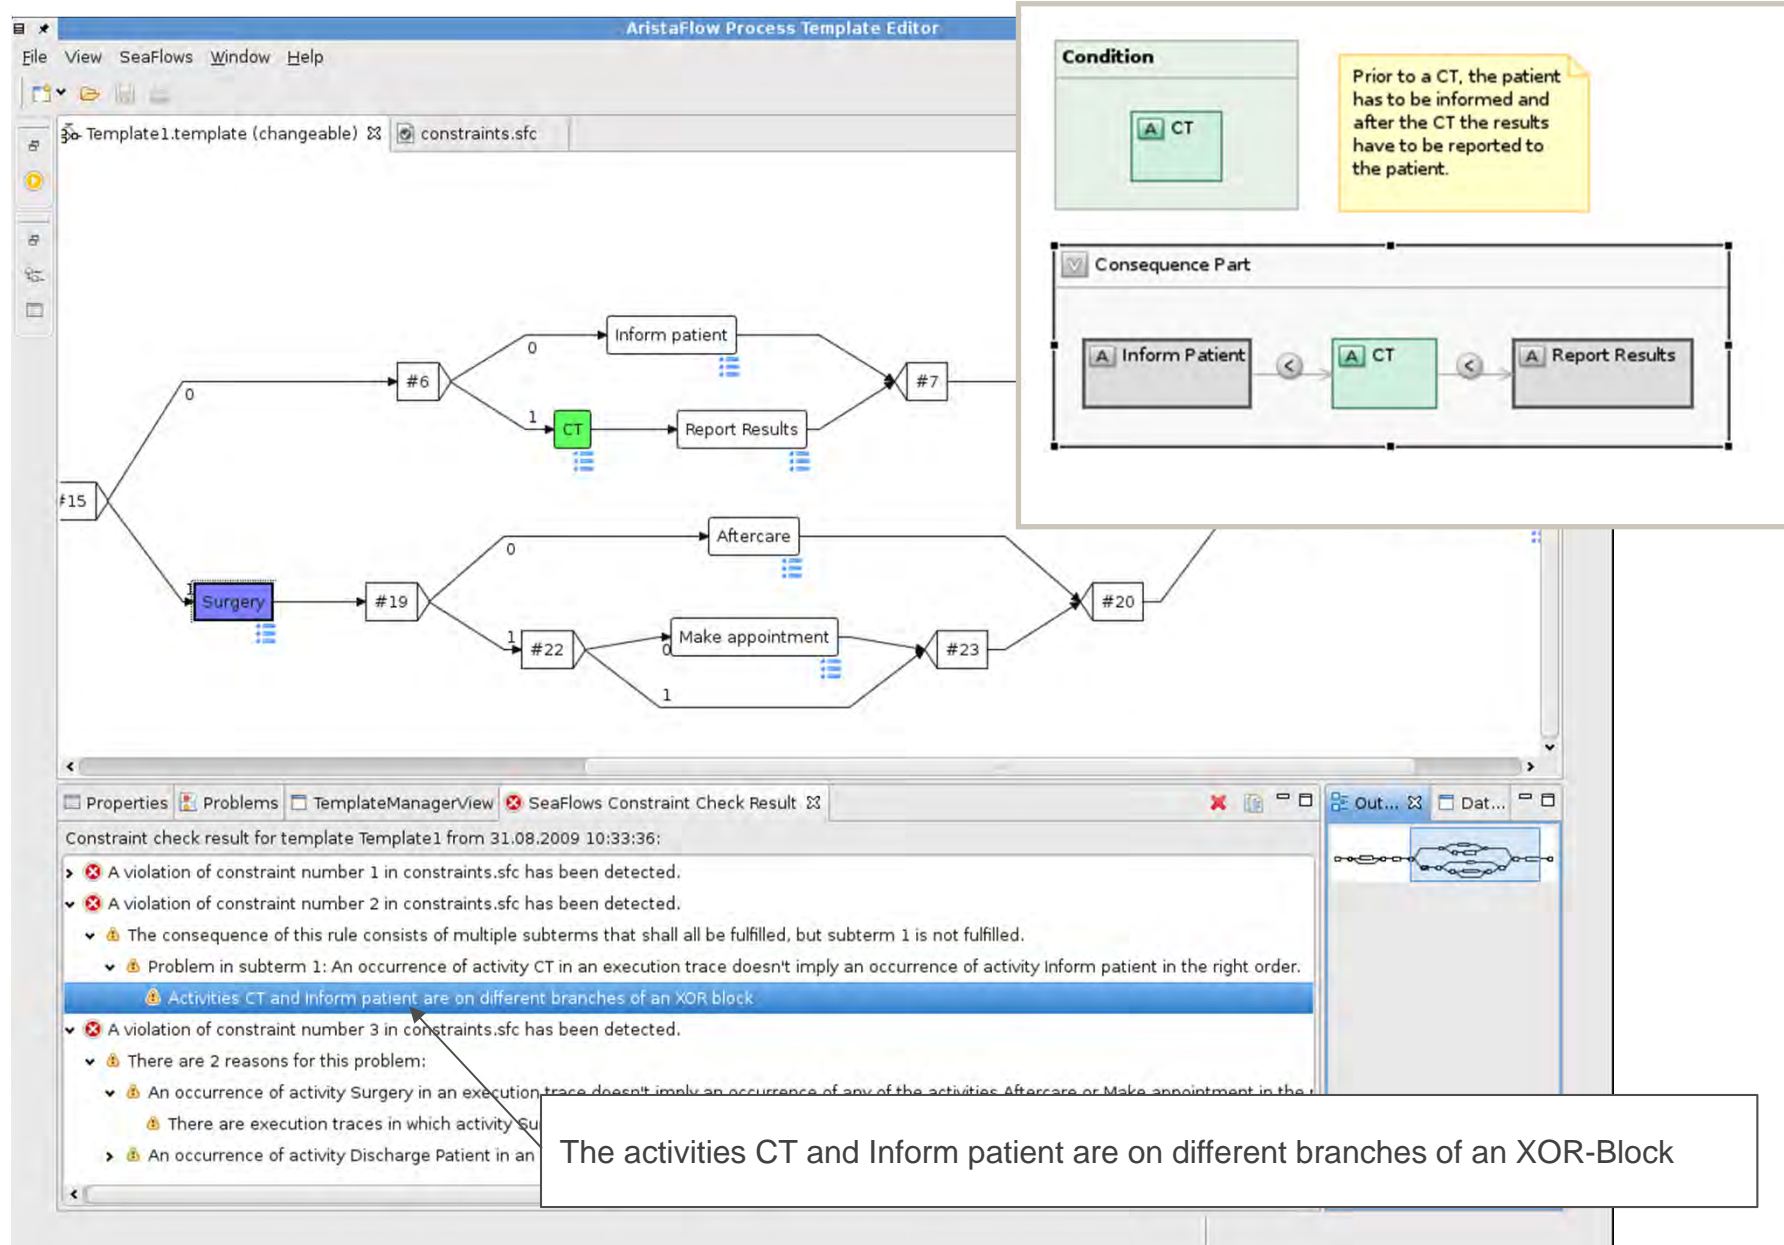 AristaFlow Process Template Editor
File View SeaFlows Window Help
Template1.template (changeable) constraints.sfc
Condition
A CT
Prior to a CT, the patient
has to be informed and
after the CT the results
have to be reported to
the patient.
Consequence Part
A Inform Patient < A CT < A Report Results
0 Inform patient
0 #6 #7
1 CT Report Results
#15
0 Aftercare
1 Surgery #19 #20
1 #22 0 Make appointment #23
1
Properties Problems TemplateManagerView SeaFlows Constraint Check Result Out... Dat...
Constraint check result for template Template1 from 31.08.2009 10:33:36:
A violation of constraint number 1 in constraints.sfc has been detected.
A violation of constraint number 2 in constraints.sfc has been detected.
The consequence of this rule consists of multiple subterms that shall all be fulfilled, but subterm 1 is not fulfilled.
Problem in subterm 1: An occurrence of activity CT in an execution trace doesn't imply an occurrence of activity Inform patient in the right order.
Activities CT and Inform patient are on different branches of an XOR block
A violation of constraint number 3 in constraints.sfc has been detected.
There are 2 reasons for this problem:
An occurrence of activity Surgery in an execution trace doesn't imply an occurrence of any of the activities Aftercare or Make appointment in the
There are execution traces in which activity Su
An occurrence of activity Discharge Patient in an
The activities CT and Inform patient are on different branches of an XOR-Block